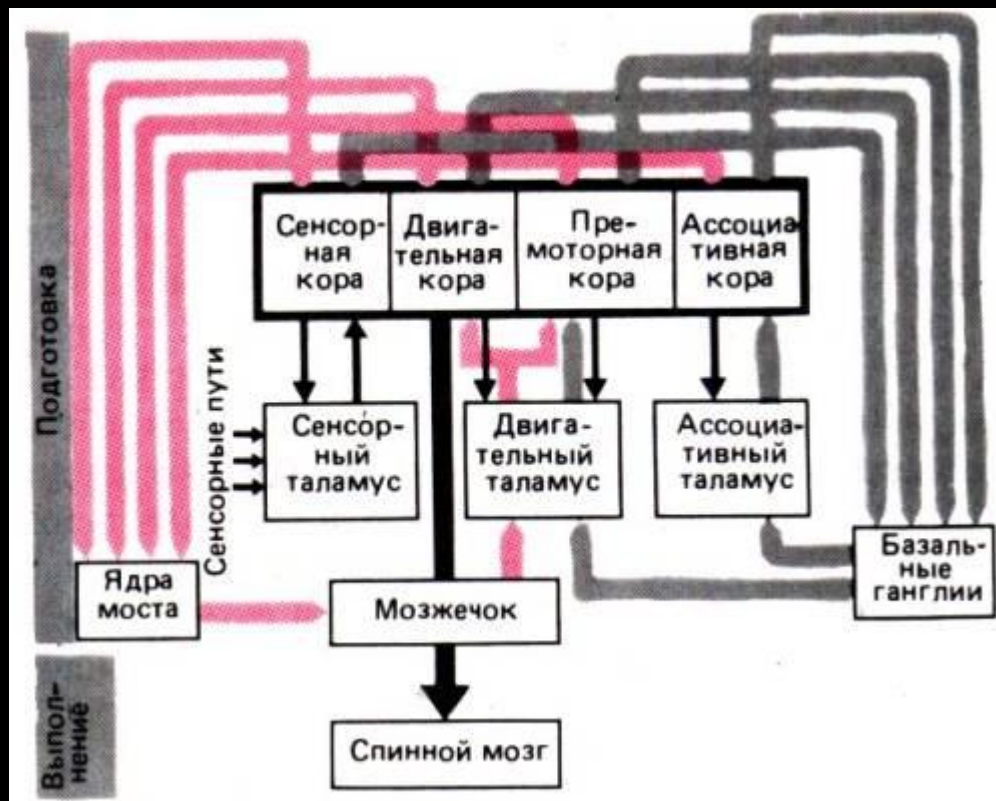 Подготовка
Сенсор-
ная
кора
Двига-
тельная
кора
Пре-
моторная
кора
Ассоциа-
тивная
кора
Сенсорные пути
Сенсо́р-
ный
таламус
Двига-
тельный
таламус
Ассоциа-
тивный
таламус
Ядра
моста
Мозжечок
Базаль-
ные
ганглии
Выпол-
нение
Спинной мозг